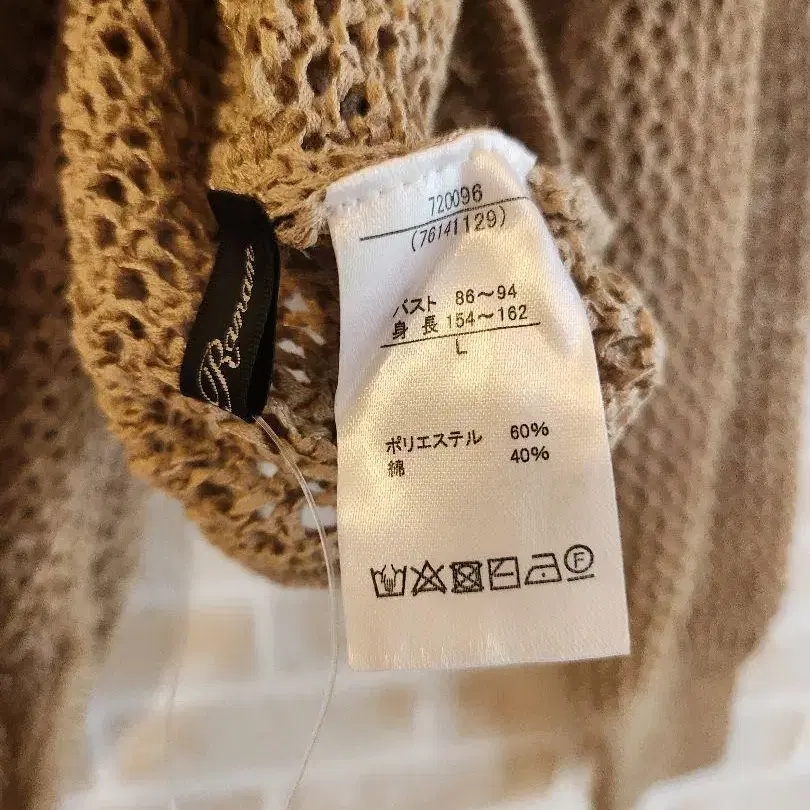 720096
(76141129)
バスト 86～94
身 長 154～162
L
ポリエステル 60%
綿 40%
F
Ranan